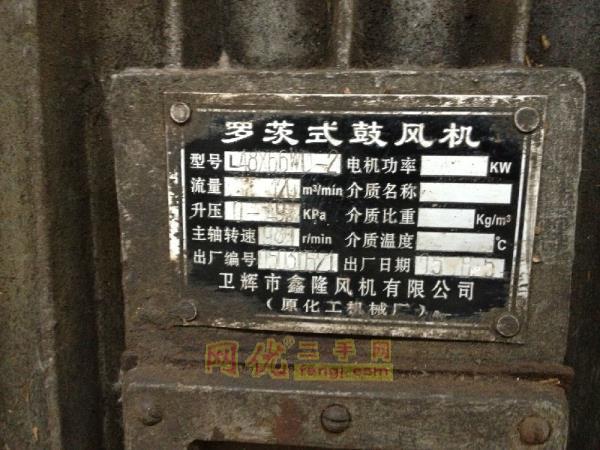 罗茨式鼓风机
型号 电机功率 KW
流量 m³/min 介质名称
升压 KPa 介质比重 Kg/m³
主轴转速 r/min 介质温度 ℃
出厂编号 出厂日期
卫辉市鑫隆风机有限公司
(原化工机械厂)
网优二手网
fengj.com